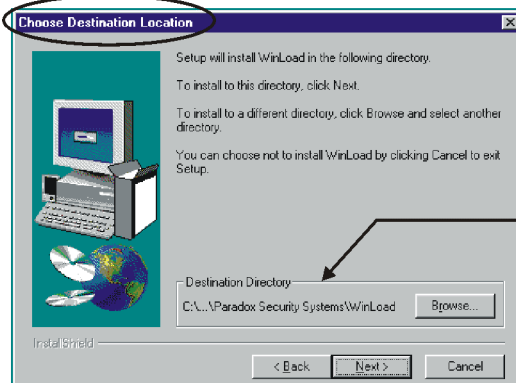 Choose Destination Location
Setup will install WinLoad in the following directory.
To install to this directory, click Next.
To install to a different directory, click Browse and select another
directory.
You can choose not to install WinLoad by clicking Cancel to exit
Setup.
Destination Directory
C:\...\Paradox Security Systems\WinLoad
Browse...
InstallShield
< Back
Next >
Cancel